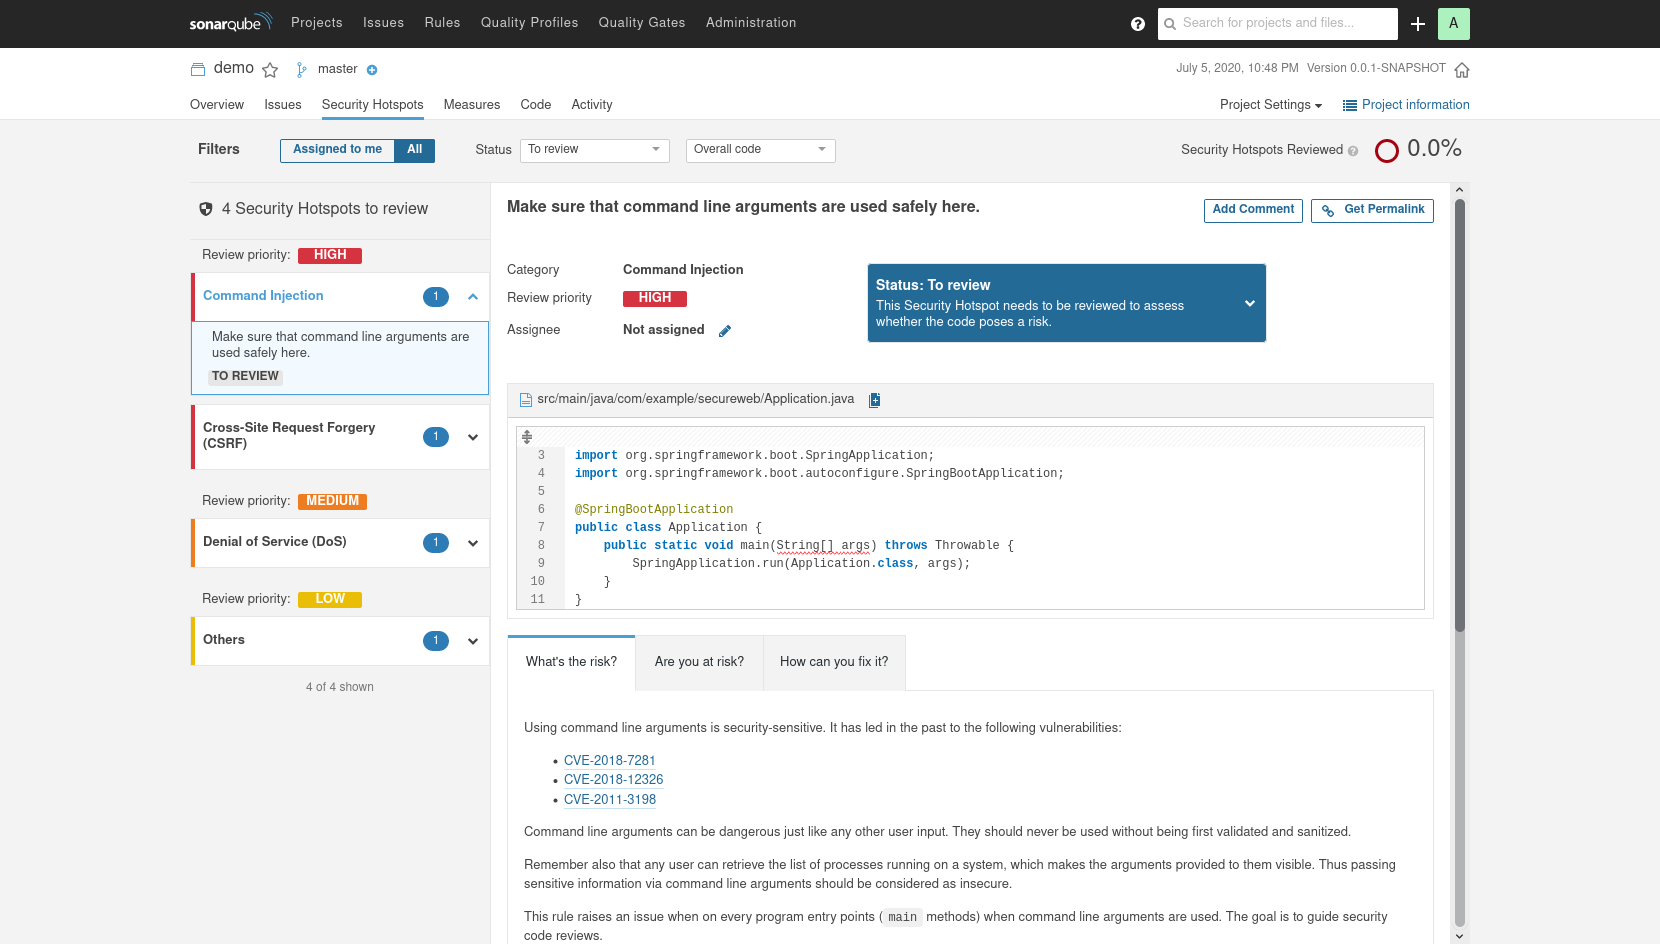 sonarqube Projects Issues Rules Quality Profiles Quality Gates Administration Search for projects and files... A
demo master July 5, 2020, 10:48 PM Version 0.0.1-SNAPSHOT
Overview Issues Security Hotspots Measures Code Activity Project Settings Project information
Filters Assigned to me All Status To review Overall code Security Hotspots Reviewed 0.0%
4 Security Hotspots to review
Review priority: HIGH
Command Injection 1
Make sure that command line arguments are
used safely here.
TO REVIEW
Cross-Site Request Forgery
(CSRF) 1
Review priority: MEDIUM
Denial of Service (DoS) 1
Review priority: LOW
Others 1
4 of 4 shown
Make sure that command line arguments are used safely here. Add Comment Get Permalink
Category Command Injection
Review priority HIGH
Assignee Not assigned
Status: To review
This Security Hotspot needs to be reviewed to assess
whether the code poses a risk.
src/main/java/com/example/secureweb/Application.java
3 import org.springframework.boot.SpringApplication;
4 import org.springframework.boot.autoconfigure.SpringBootApplication;
5
6 @SpringBootApplication
7 public class Application {
8     public static void main(String[] args) throws Throwable {
9         SpringApplication.run(Application.class, args);
10     }
11 }
What's the risk? Are you at risk? How can you fix it?
Using command line arguments is security-sensitive. It has led in the past to the following vulnerabilities:
• CVE-2018-7281
• CVE-2018-12326
• CVE-2011-3198
Command line arguments can be dangerous just like any other user input. They should never be used without being first validated and sanitized.
Remember also that any user can retrieve the list of processes running on a system, which makes the arguments provided to them visible. Thus passing
sensitive information via command line arguments should be considered as insecure.
This rule raises an issue when on every program entry points ( main methods) when command line arguments are used. The goal is to guide security
code reviews.